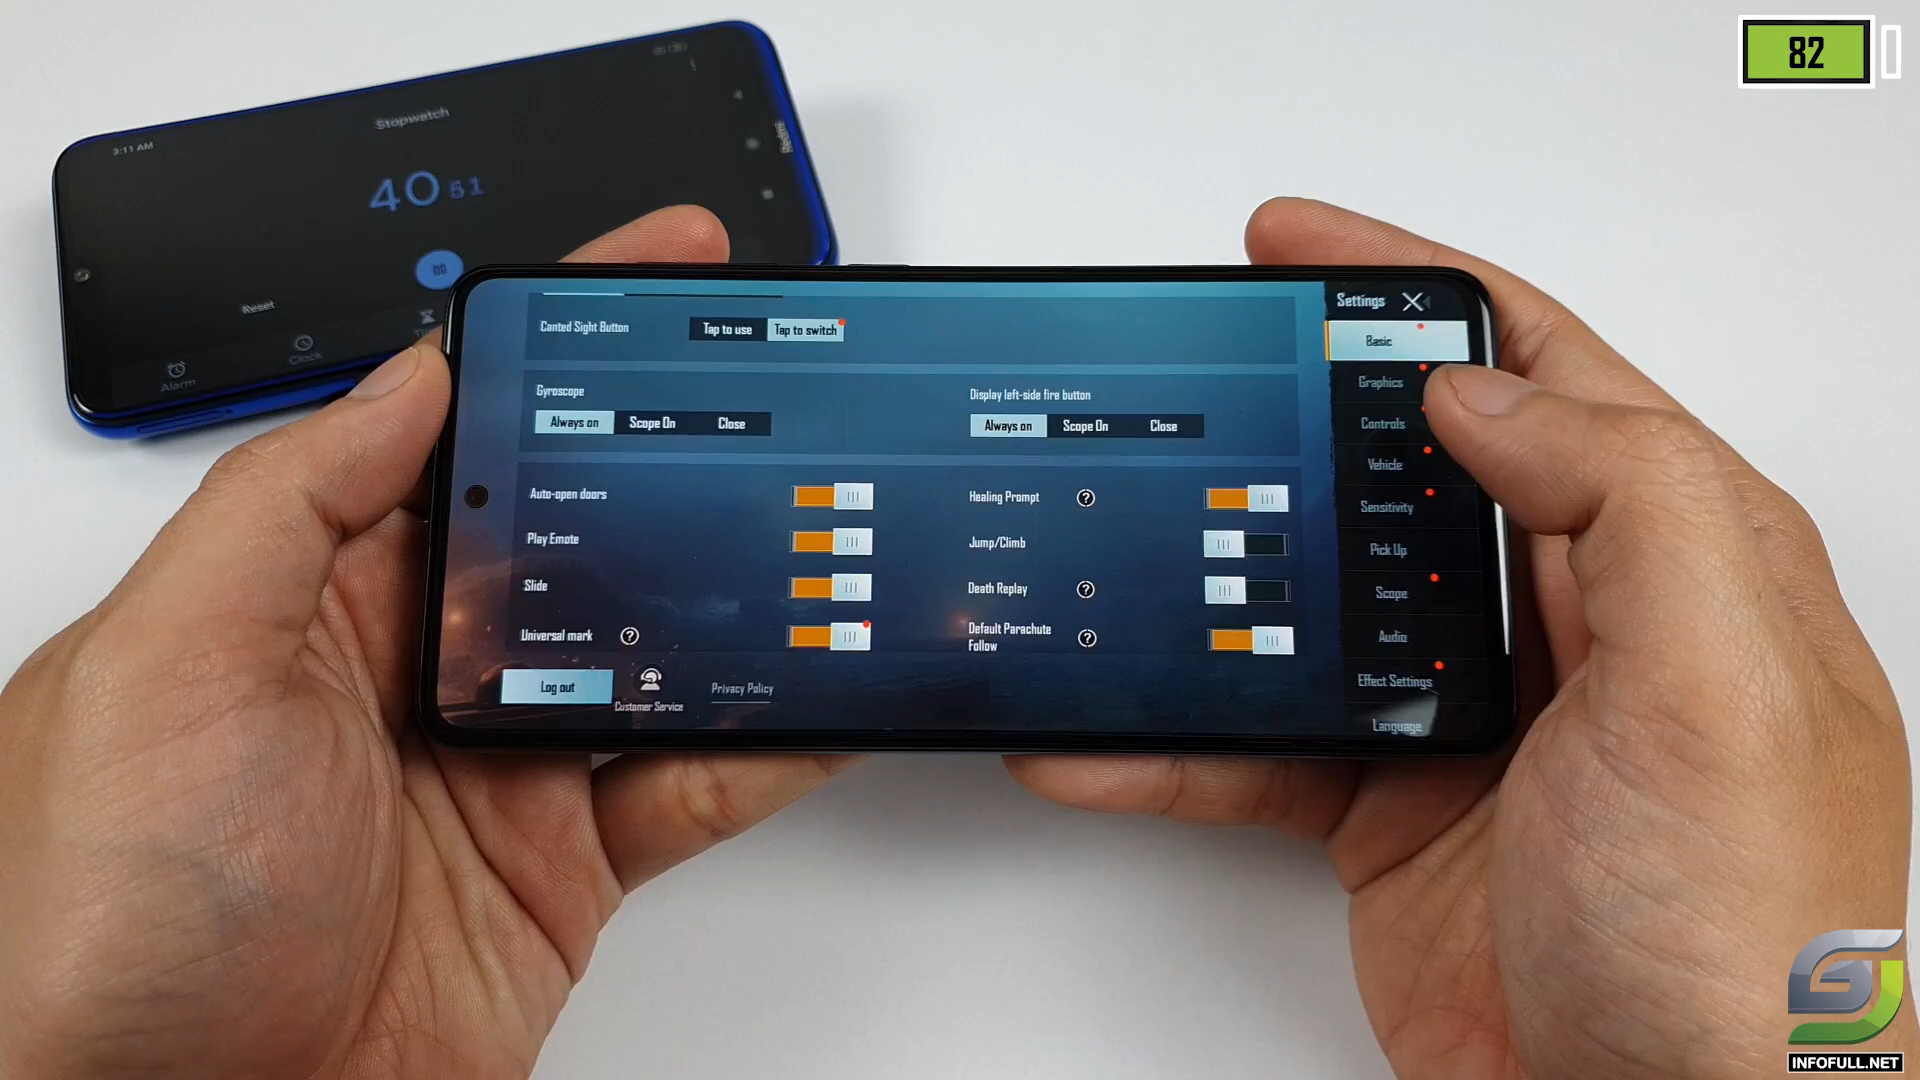 82
Stopwatch
3:11 AM
40 51
Redmi
Reset
Alarm
Clock
Settings
Canted Sight Button
Tap to use
Tap to switch
Basic
Gyroscope
Display left-side fire button
Graphics
Always on
Scope On
Close
Always on
Scope On
Close
Controls
Vehicle
Auto-open doors
Healing Prompt
?
Sensitivity
Play Emote
Jump/Climb
Pick Up
Slide
Death Replay
?
Scope
Universal mark
?
Default Parachute
Follow
?
Audio
Log out
Customer Service
Privacy Policy
Effect Settings
Language
INFOFULL.NET